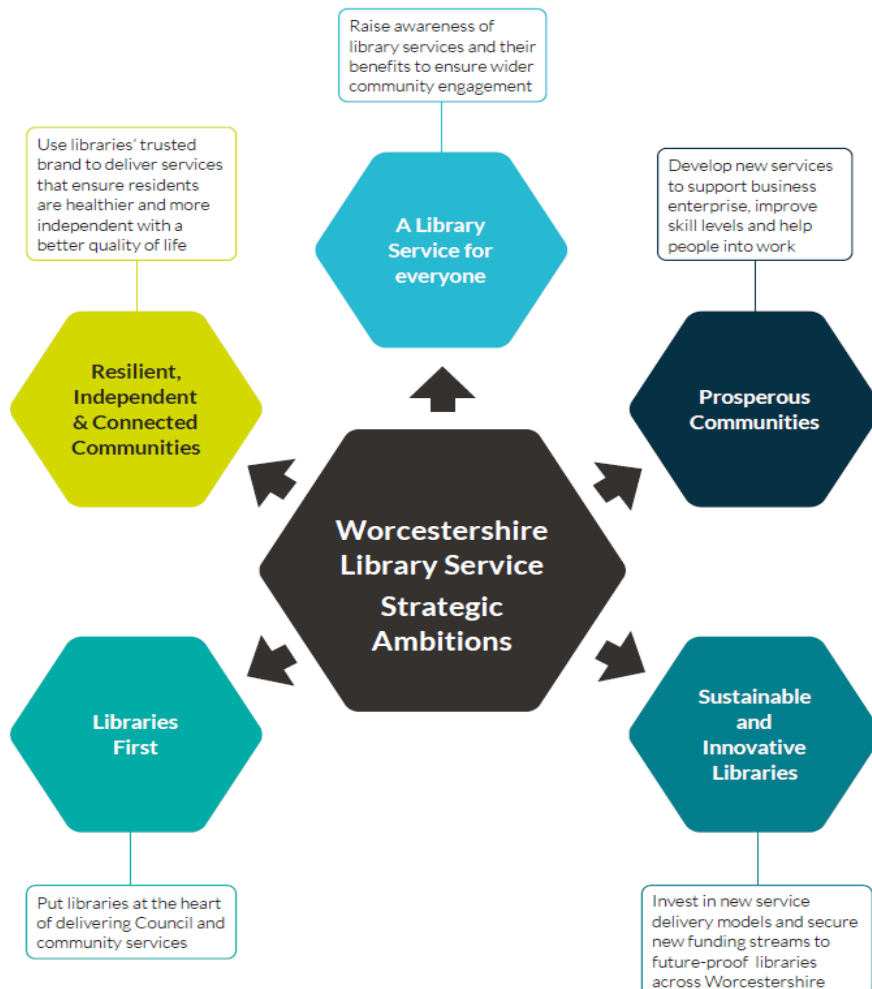 Raise awareness of
library services and their
benefits to ensure wider
community engagement
A Library
Service for
everyone
Use libraries’ trusted
brand to deliver services
that ensure residents
are healthier and more
independent with a
better quality of life
Resilient,
Independent
& Connected
Communities
Develop new services
to support business
enterprise, improve
skill levels and help
people into work
Prosperous
Communities
Worcestershire
Library Service
Strategic
Ambitions
Libraries
First
Put libraries at the heart
of delivering Council and
community services
Sustainable
and
Innovative
Libraries
Invest in new service
delivery models and secure
new funding streams to
future-proof libraries
across Worcestershire